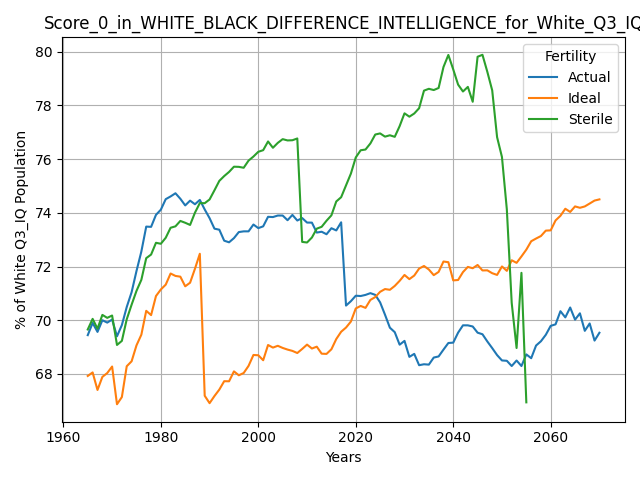 Score_0_in_WHITE_BLACK_DIFFERENCE_INTELLIGENCE_for_White_Q3_IQ
80
78
76
74
72
70
68
% of White Q3_IQ Population
Fertility
Actual
Ideal
Sterile
1960
1980
2000
2020
2040
2060
Years